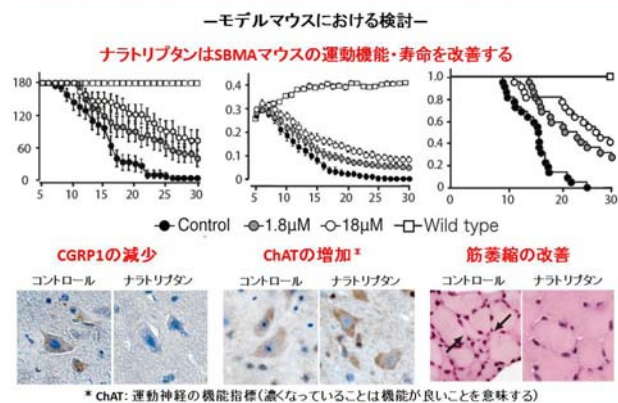 ーモデルマウスにおける検討ー
ナラトリプタンはSBMAマウスの運動機能・寿命を改善する
180
120
60
0
5 10 15 20 25 30
0.4
0.3
0.2
0.1
0
5 10 15 20 25 30
1.0
0.8
0.6
0.4
0.2
0
0 10 20 30
Control 1.8μM 18μM Wild type
CGRP1の減少
コントロール ナラトリプタン
ChATの増加*
コントロール ナラトリプタン
筋萎縮の改善
コントロール ナラトリプタン
* ChAT: 運動神経の機能指標(濃くなっていることは機能が良いことを意味する)